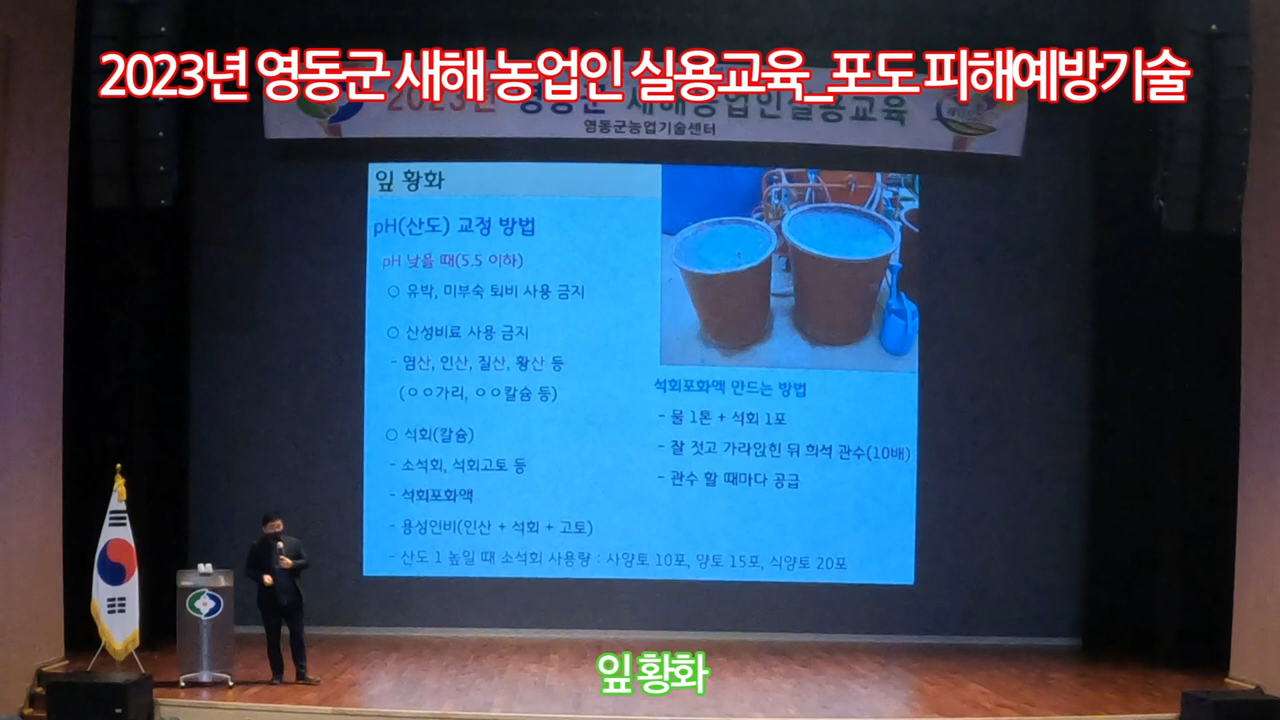 2023년 영동군 새해 농업인 실용교육_포도 피해예방기술
2023년 영동군 새해농업인실용교육
영동군농업기술센터
잎 황화
pH(산도) 교정 방법
pH 낮을 때(5.5 이하)
○ 유박, 미부숙 퇴비 사용 금지
○ 산성비료 사용 금지
- 염산, 인산, 질산, 황산 등
(ㅇㅇ가리, ㅇㅇ칼슘 등)
○ 석회(칼슘)
- 소석회, 석회고토 등
- 석회포화액
- 용성인비(인산 + 석회 + 고토)
- 산도 1 높일 때 소석회 사용량 : 사양토 10포, 양토 15포, 식양토 20포
석회포화액 만드는 방법
- 물 1톤 + 석회 1포
- 잘 젓고 가라앉힌 뒤 희석 관수(10배)
- 관수 할 때마다 공급
잎 황화